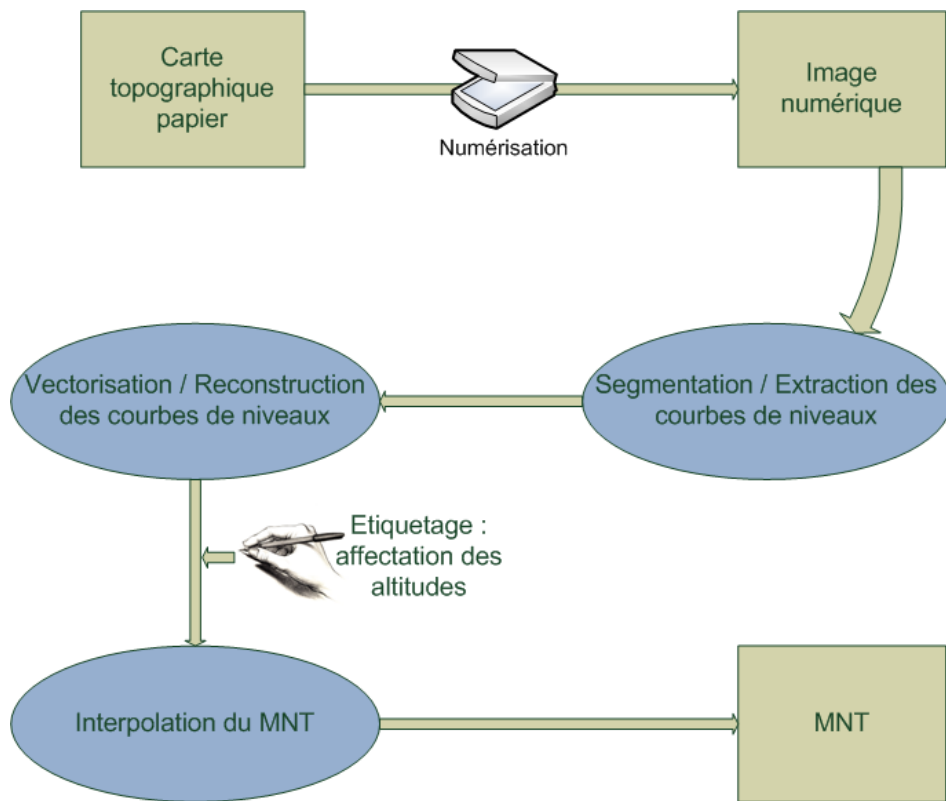 Carte
topographique
papier
Numérisation
Image
numérique
Vectorisation / Reconstruction
des courbes de niveaux
Segmentation / Extraction des
courbes de niveaux
Etiquetage :
affectation des
altitudes
Interpolation du MNT
MNT